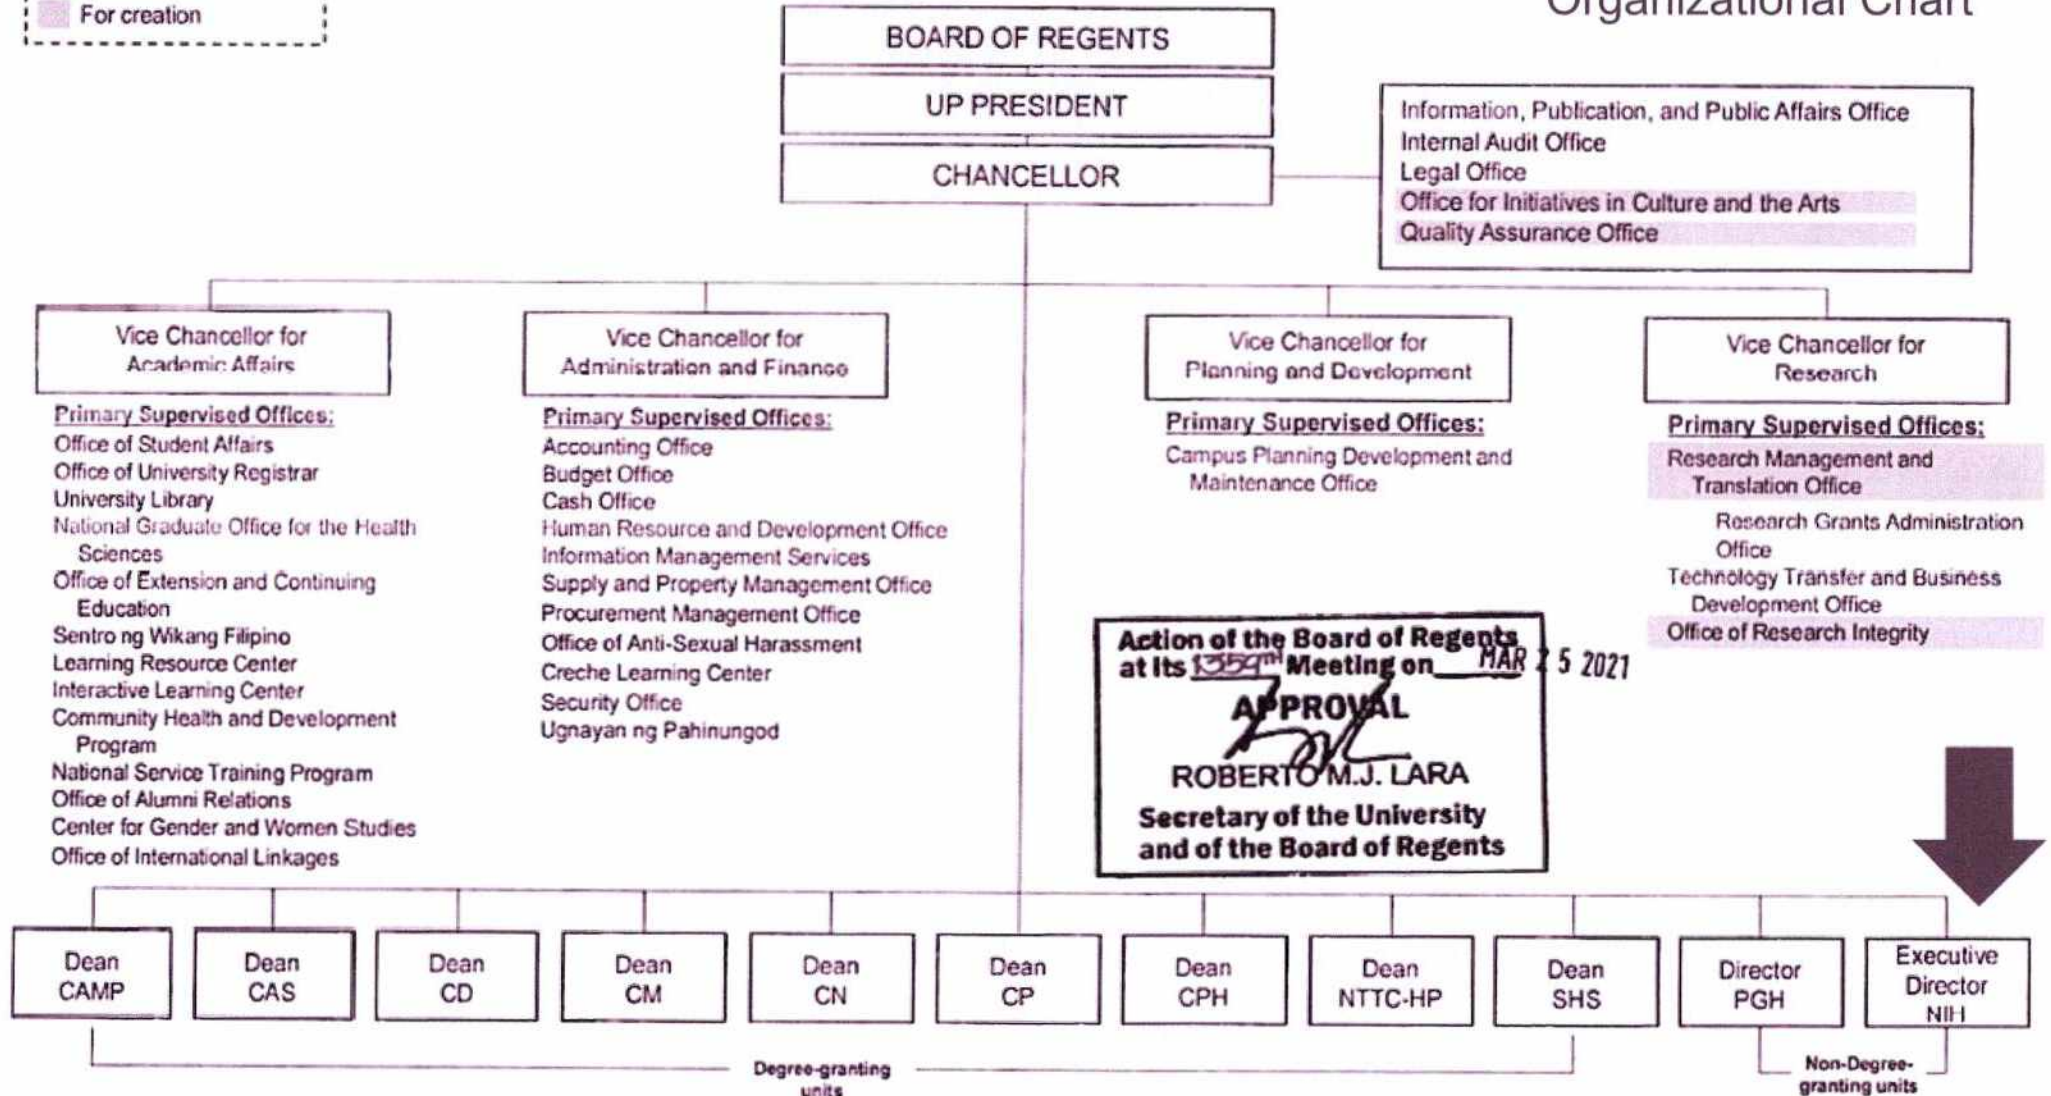 For creation
Organizational Chart
BOARD OF REGENTS
UP PRESIDENT
CHANCELLOR
Information, Publication, and Public Affairs Office
Internal Audit Office
Legal Office
Office for Initiatives in Culture and the Arts
Quality Assurance Office
Vice Chancellor for
Academic Affairs
Primary Supervised Offices:
Office of Student Affairs
Office of University Registrar
University Library
National Graduate Office for the Health
Sciences
Office of Extension and Continuing
Education
Sentro ng Wikang Filipino
Learning Resource Center
Interactive Learning Center
Community Health and Development
Program
National Service Training Program
Office of Alumni Relations
Center for Gender and Women Studies
Office of International Linkages
Vice Chancellor for
Administration and Finance
Primary Supervised Offices:
Accounting Office
Budget Office
Cash Office
Human Resource and Development Office
Information Management Services
Supply and Property Management Office
Procurement Management Office
Office of Anti-Sexual Harassment
Creche Learning Center
Security Office
Ugnayan ng Pahinungod
Vice Chancellor for
Planning and Development
Primary Supervised Offices:
Campus Planning Development and
Maintenance Office
Vice Chancellor for
Research
Primary Supervised Offices:
Research Management and
Translation Office
Research Grants Administration
Office
Technology Transfer and Business
Development Office
Office of Research Integrity
Action of the Board of Regents
at its 1359th Meeting on MAR 25 2021
APPROVAL
ROBERTO M.J. LARA
Secretary of the University
and of the Board of Regents
Dean
CAMP
Dean
CAS
Dean
CD
Dean
CM
Dean
CN
Dean
CP
Dean
CPH
Dean
NTTC-HP
Dean
SHS
Director
PGH
Executive
Director
NIH
Degree-granting
units
Non-Degree-
granting units